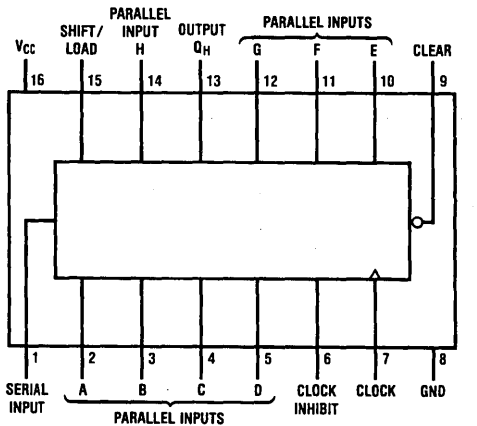 VCC
SHIFT/
LOAD
PARALLEL
INPUT
H
OUTPUT
QH
PARALLEL INPUTS
G F E
CLEAR
16 15 14 13 12 11 10 9
1 2 3 4 5 6 7 8
SERIAL
INPUT
A B C D
PARALLEL INPUTS
CLOCK
INHIBIT
CLOCK
GND